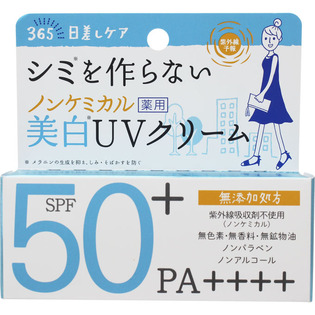 365日差しケア
紫外線
予報
シミを作らない
ノンケミカル 薬用
美白※UVクリーム
※ メラニンの生成を抑え、しみ・そばかすを防ぐ
SPF
50+
PA++++
無添加処方
紫外線吸収剤不使用
(ノンケミカル)
無色素・無香料・無鉱物油
ノンパラベン
ノンアルコール